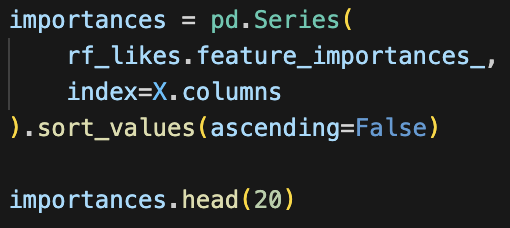 importances = pd.Series(
    rf_likes.feature_importances_,
    index=X.columns
).sort_values(ascending=False)

importances.head(20)